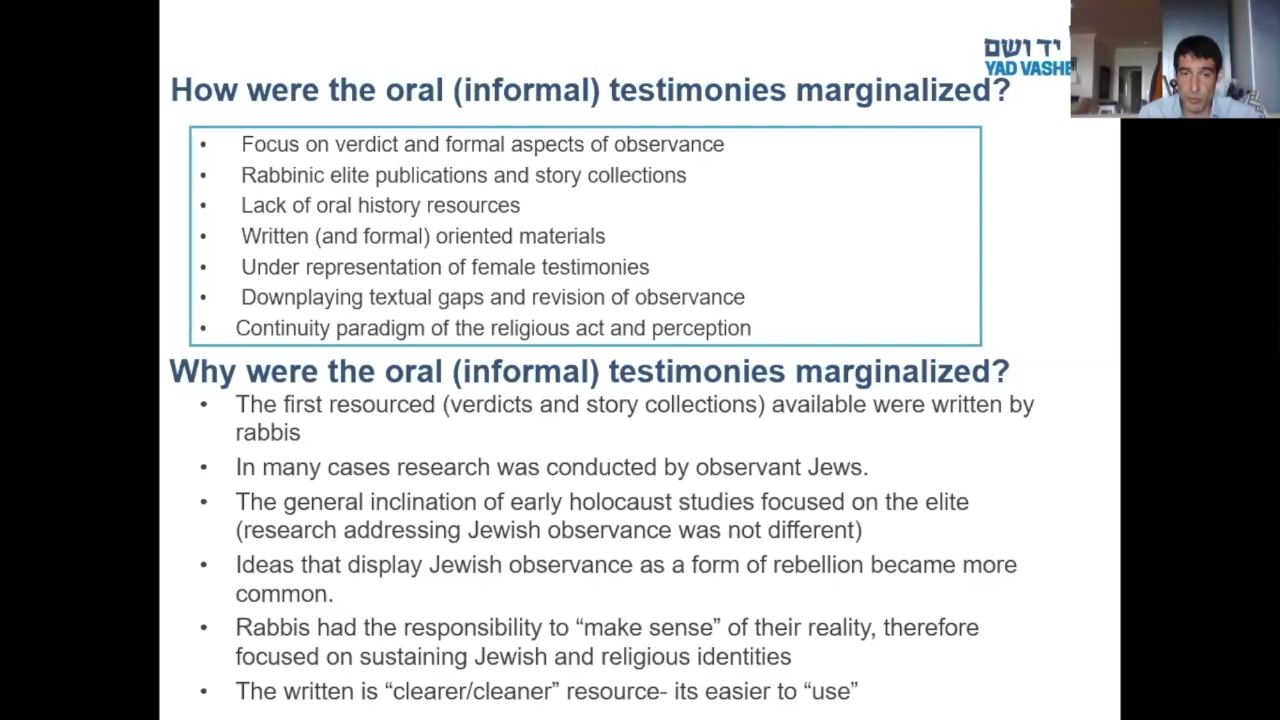 יד ושם
YAD VASHE
How were the oral (informal) testimonies marginalized?
• Focus on verdict and formal aspects of observance
• Rabbinic elite publications and story collections
• Lack of oral history resources
• Written (and formal) oriented materials
• Under representation of female testimonies
• Downplaying textual gaps and revision of observance
• Continuity paradigm of the religious act and perception
Why were the oral (informal) testimonies marginalized?
• The first resourced (verdicts and story collections) available were written by
rabbis
• In many cases research was conducted by observant Jews.
• The general inclination of early holocaust studies focused on the elite
(research addressing Jewish observance was not different)
• Ideas that display Jewish observance as a form of rebellion became more
common.
• Rabbis had the responsibility to “make sense” of their reality, therefore
focused on sustaining Jewish and religious identities
• The written is “clearer/cleaner” resource- its easier to “use”